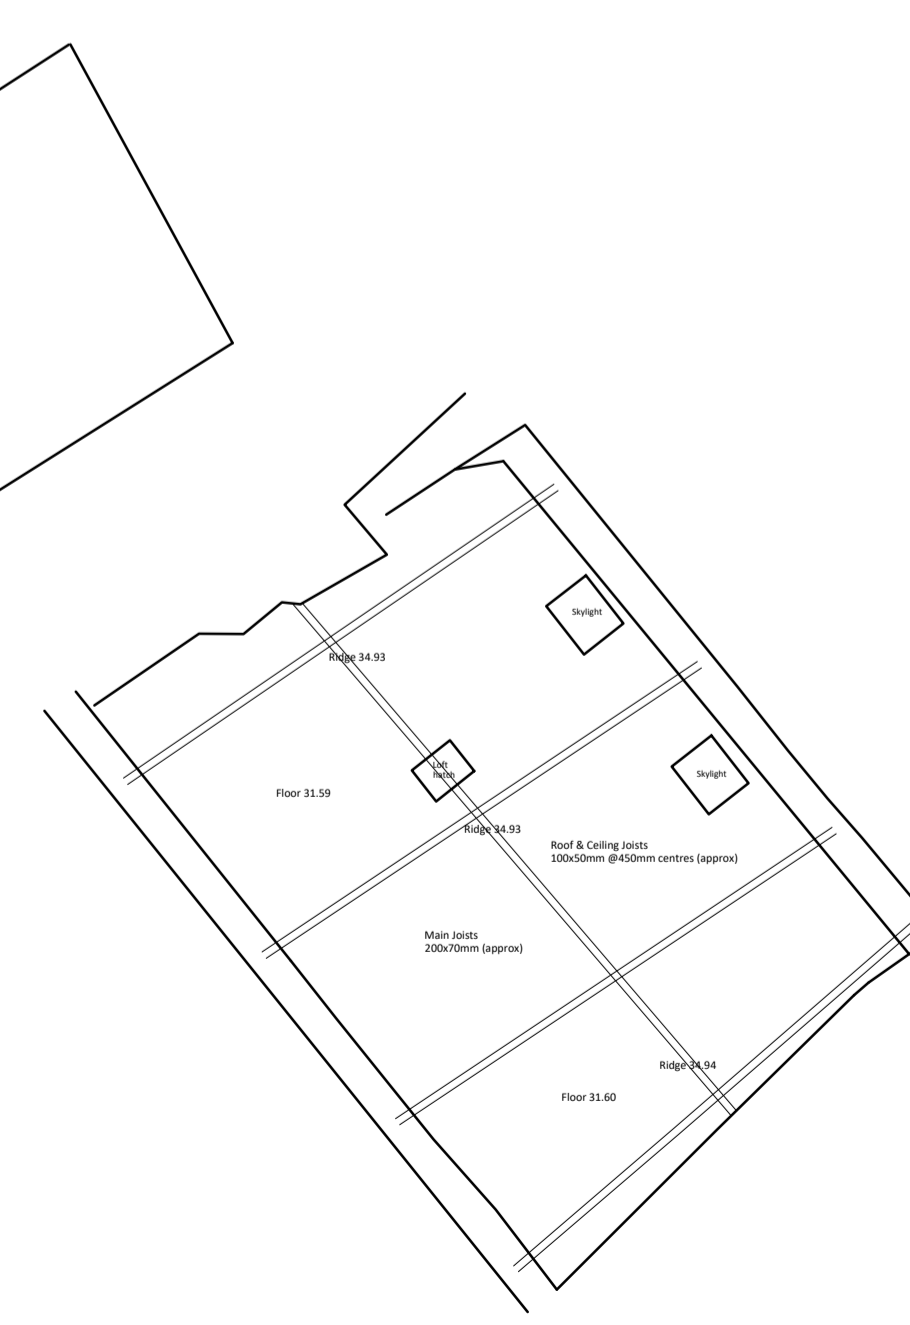 Skylight
Ridge 34.93
Loft
hatch
Skylight
Floor 31.59
Ridge 34.93
Roof & Ceiling Joists
100x50mm @450mm centres (approx)
Main Joists
200x70mm (approx)
Ridge 34.94
Floor 31.60